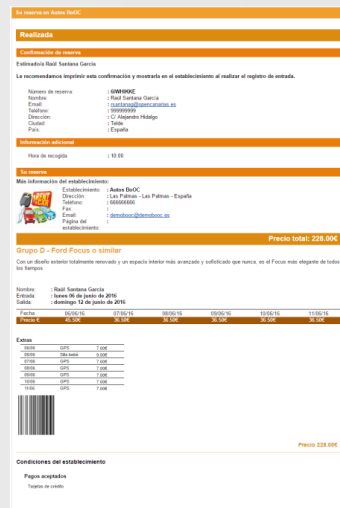 Su reserva en Autos BoOC
Realizada
Confirmación de reserva
Estimado/a Raúl Santana García
Le recomendamos imprimir esta confirmación y mostrarla en el establecimiento al realizar el registro de entrada.
Número de reserva : GWHIKKE
Nombre: : Raúl Santana García
Email: : rsantanag@opencanarias.es
Teléfono: : 999999999
Dirección: : C/ Alejandro Hidalgo
Ciudad: : Telde
País: : España
Información adicional
Hora de recogida : 10:00
Su reserva
Más información del establecimiento:
Establecimiento: : Autos BoOC
Dirección: : Las Palmas - Las Palmas - España
Teléfono: : 666666666
Fax: :
Email: : demobooc@demobooc.es
Página del establecimiento: :
Precio total: 228.00€
Grupo D - Ford Focus o similar
Con un diseño exterior totalmente renovado y un espacio interior más avanzado y sofisticado que nunca, es el Focus más elegante de todos
los tiempos.
Nombre : Raúl Santana García
Entrada : lunes 06 de junio de 2016
Salida : domingo 12 de junio de 2016
Fecha 06/06/16 07/06/16 08/06/16 09/06/16 10/06/16 11/06/16
Precio € 45.50€ 36.50€ 36.50€ 36.50€ 36.50€ 36.50€
Extras
06/06 GPS 7.00€
06/06 Silla bebé
07/06 GPS 7.00€
08/06 GPS 7.00€
09/06 GPS 7.00€
10/06 GPS 7.00€
11/06 GPS 7.00€
Precio 228.00€
Condiciones del establecimiento
Pagos aceptados
Tarjetas de crédito